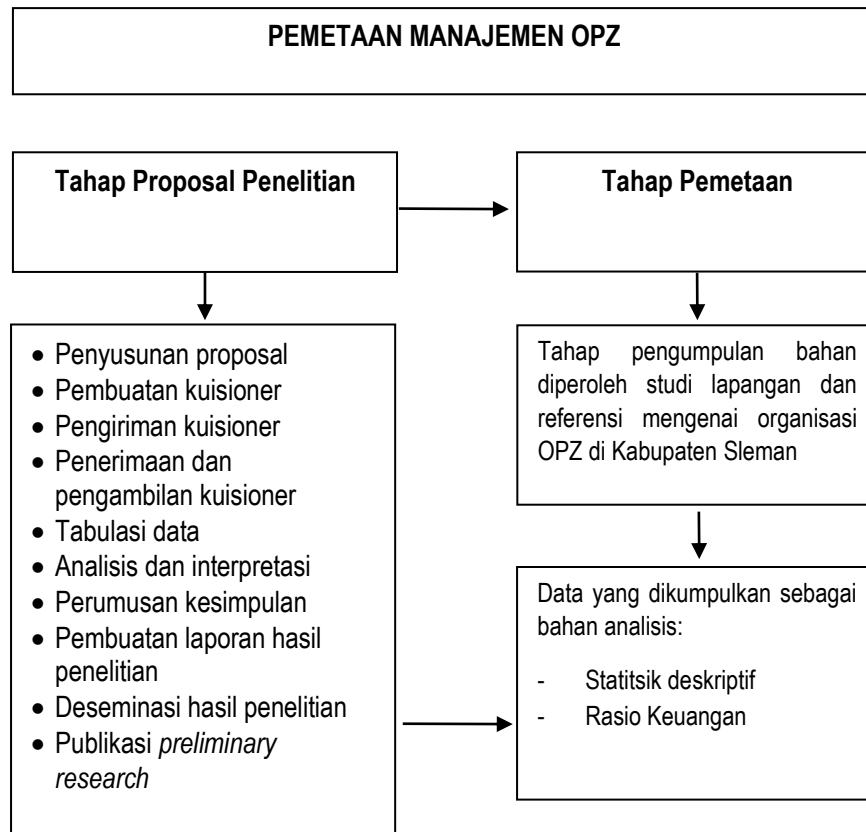 PEMETAAN MANAJEMEN OPZ
Tahap Proposal Penelitian
Tahap Pemetaan
• Penyusunan proposal
• Pembuatan kuisioner
• Pengiriman kuisioner
• Penerimaan dan
pengambilan kuisioner
• Tabulasi data
• Analisis dan interpretasi
• Perumusan kesimpulan
• Pembuatan laporan hasil
penelitian
• Deseminasi hasil penelitian
• Publikasi preliminary
research
Tahap pengumpulan bahan
diperoleh studi lapangan dan
referensi mengenai organisasi
OPZ di Kabupaten Sleman
Data yang dikumpulkan sebagai
bahan analisis:
- Statitsik deskriptif
- Rasio Keuangan